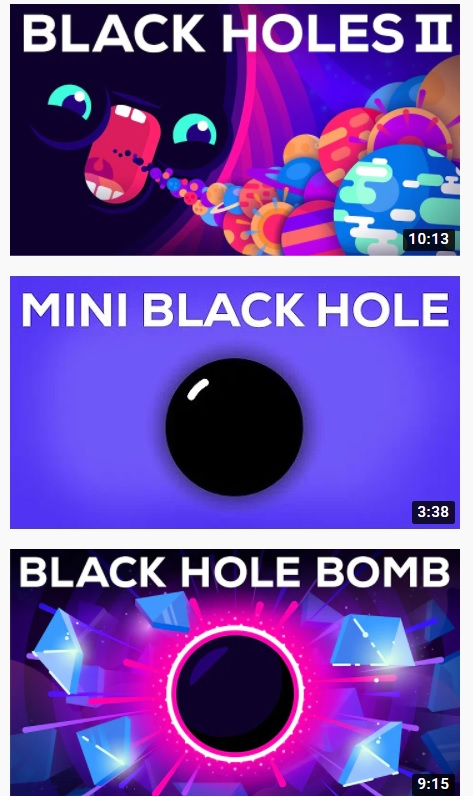 BLACK HOLES II
10:13
MINI BLACK HOLE
3:38
BLACK HOLE BOMB
9:15